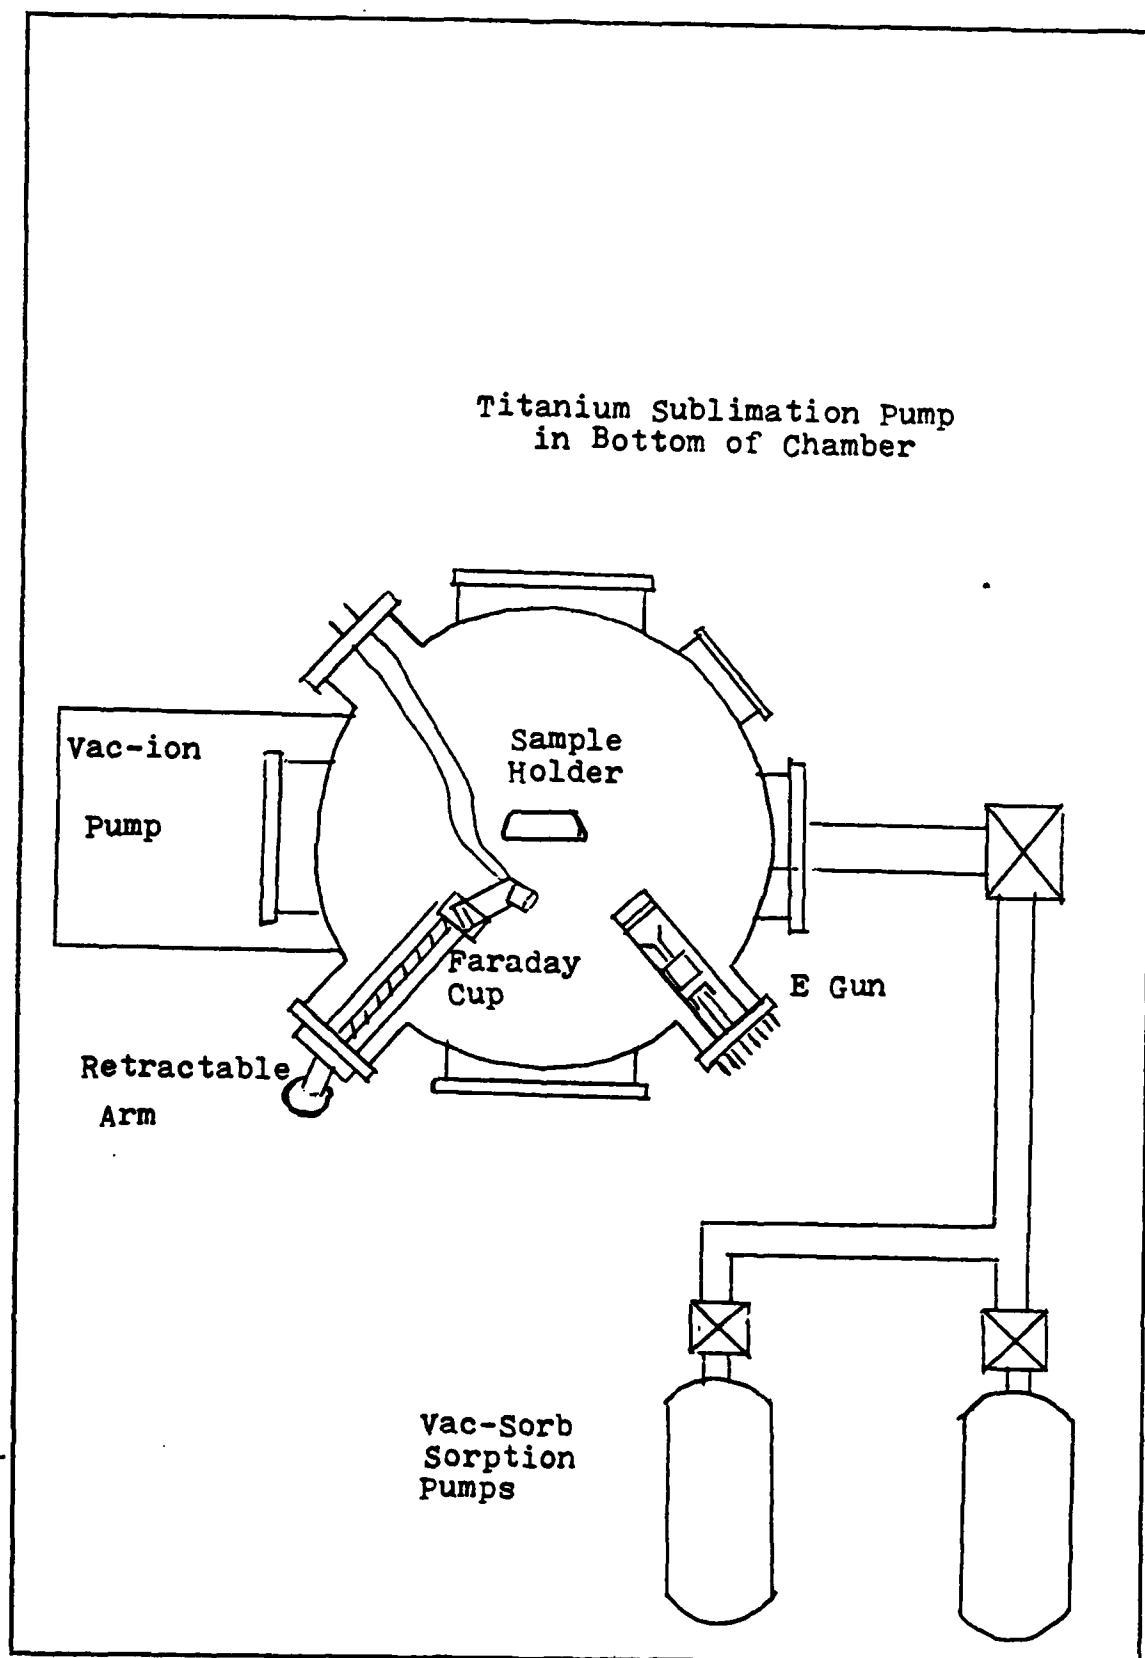 Titanium Sublimation Pump
in Bottom of Chamber
Vac-ion
Pump
Sample
Holder
Faraday
Cup
E Gun
Retractable
Arm
Vac-Sorb
Sorption
Pumps